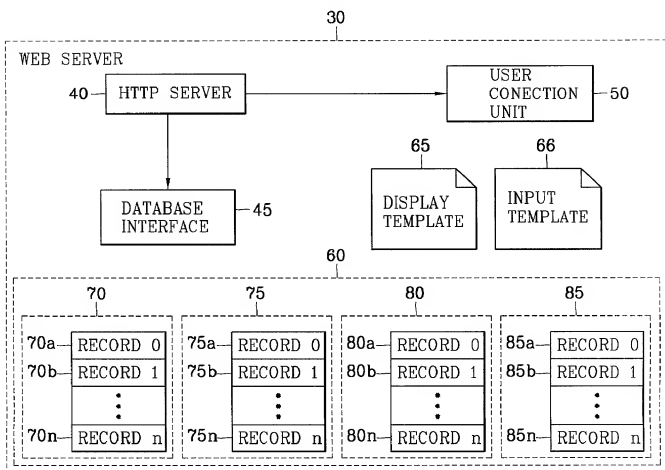 30
WEB SERVER
40
HTTP SERVER
USER
CONECTION
UNIT
50
65
66
DATABASE
INTERFACE
45
DISPLAY
TEMPLATE
INPUT
TEMPLATE
60
70
75
80
85
70a RECORD 0
75a RECORD 0
80a RECORD 0
85a RECORD 0
70b RECORD 1
75b RECORD 1
80b RECORD 1
85b RECORD 1
70n RECORD n
75n RECORD n
80n RECORD n
85n RECORD n